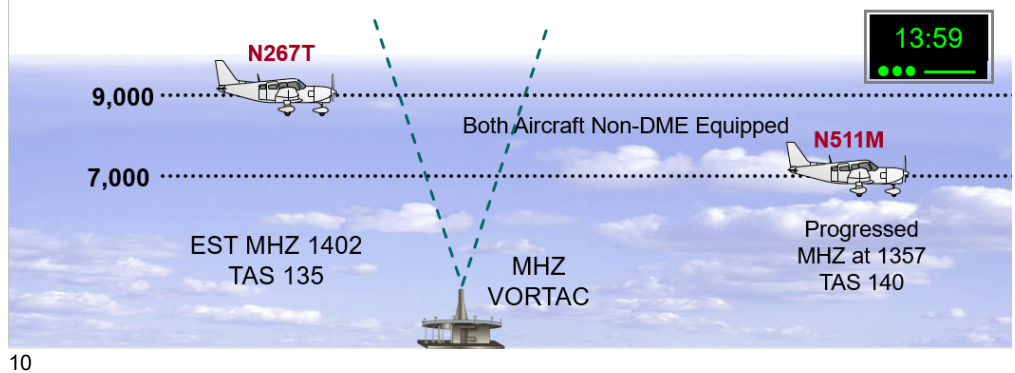 N267T
13:59
9,000
Both Aircraft Non-DME Equipped
N511M
7,000
EST MHZ 1402
TAS 135
MHZ
VORTAC
Progressed
MHZ at 1357
TAS 140
10